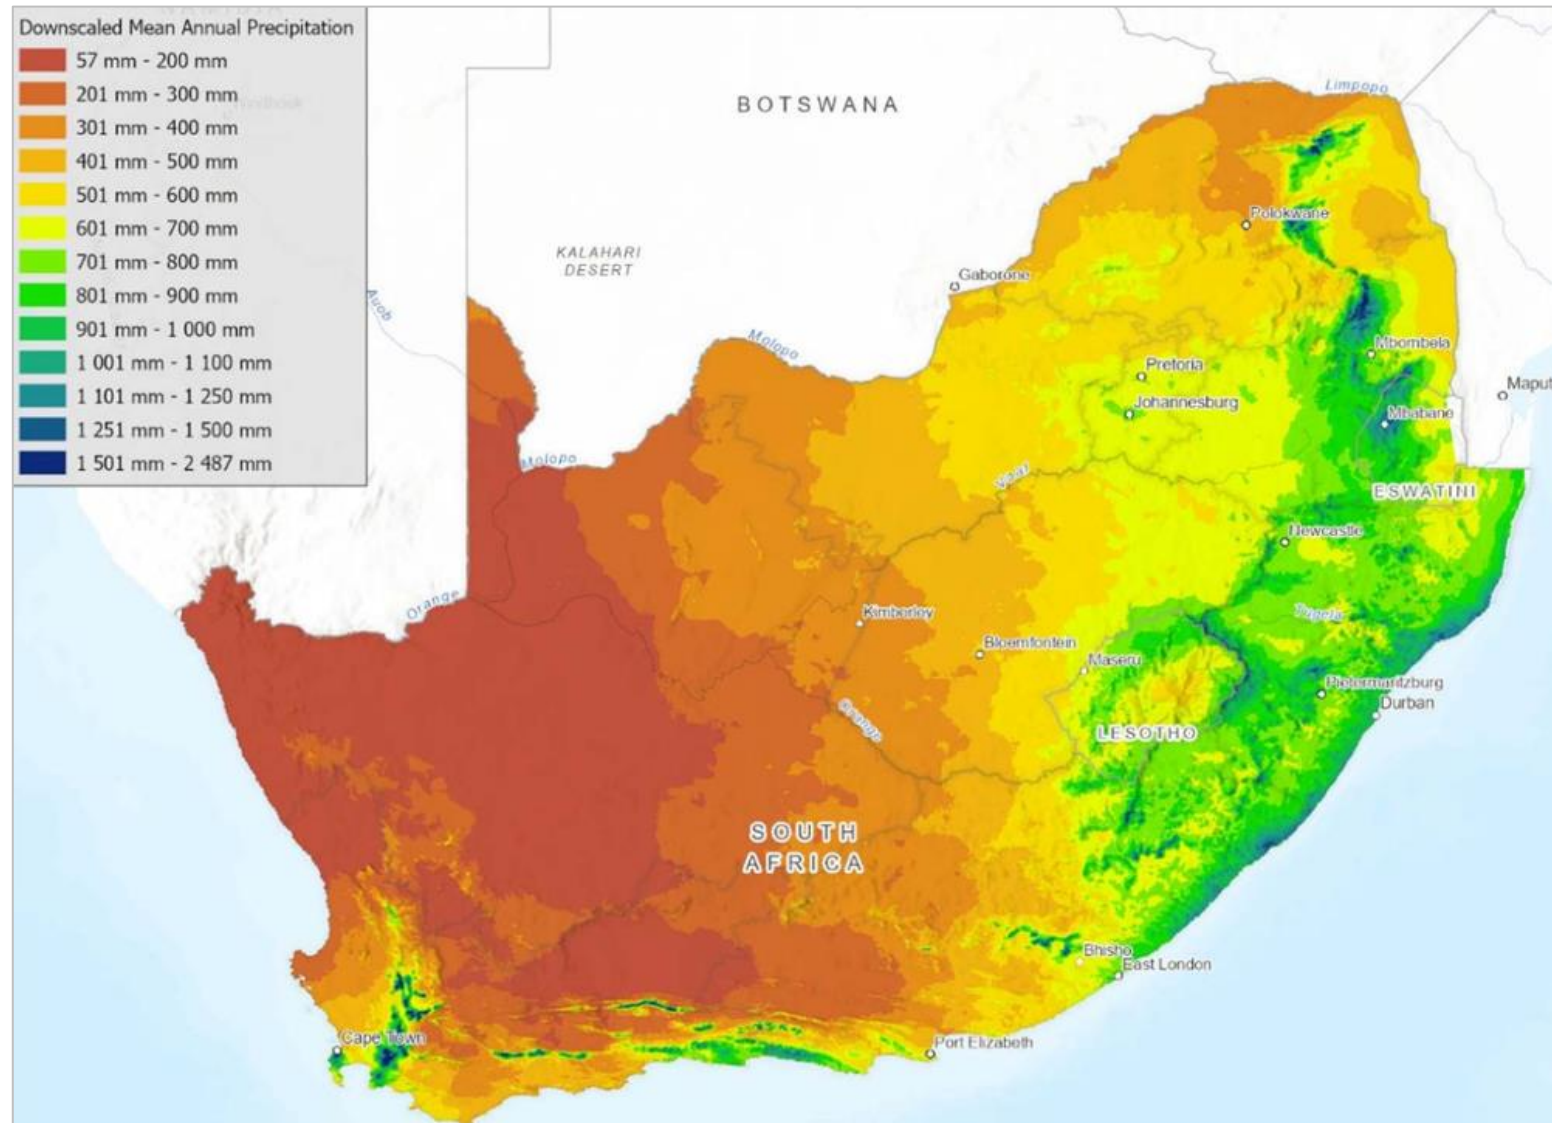 Downscaled Mean Annual Precipitation
57 mm - 200 mm
201 mm - 300 mm
301 mm - 400 mm
401 mm - 500 mm
501 mm - 600 mm
601 mm - 700 mm
701 mm - 800 mm
801 mm - 900 mm
901 mm - 1 000 mm
1 001 mm - 1 100 mm
1 101 mm - 1 250 mm
1 251 mm - 1 500 mm
1 501 mm - 2 487 mm
BOTSWANA
Limpopo
Polokwane
KALAHARI
DESERT
Gaborone
Auob
Molopo
Mbombela
Pretoria
Maput
Johannesburg
Mbabane
Molopo
Vaal
ESWATINI
Newcastle
Orange
Kimberley
Tugela
Bloemfontein
Maseru
Pietermaritzburg
Durban
Orange
LESOTHO
SOUTH
AFRICA
Bhisho
East London
Cape Town
Port Elizabeth